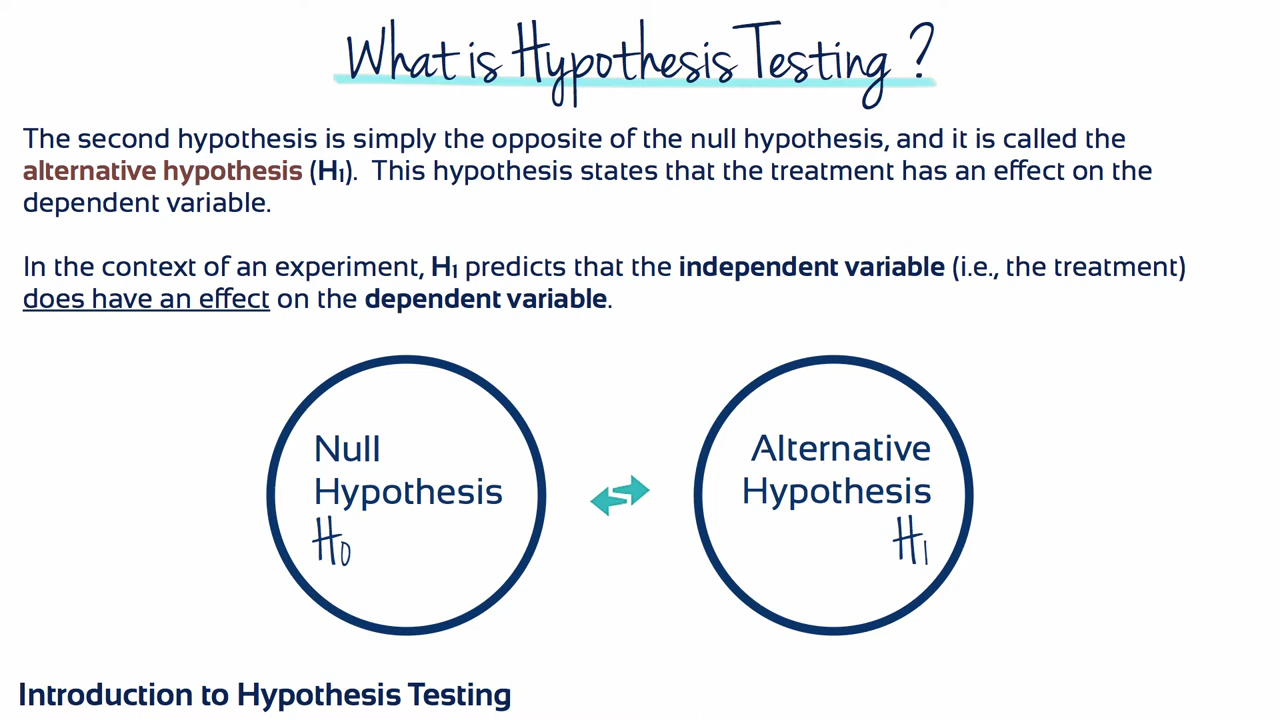 What is Hypothesis Testing ?
The second hypothesis is simply the opposite of the null hypothesis, and it is called the
alternative hypothesis (H₁). This hypothesis states that the treatment has an effect on the
dependent variable.
In the context of an experiment, H₁ predicts that the independent variable (i.e., the treatment)
does have an effect on the dependent variable.
Null
Hypothesis
H₀
Alternative
Hypothesis
H₁
Introduction to Hypothesis Testing